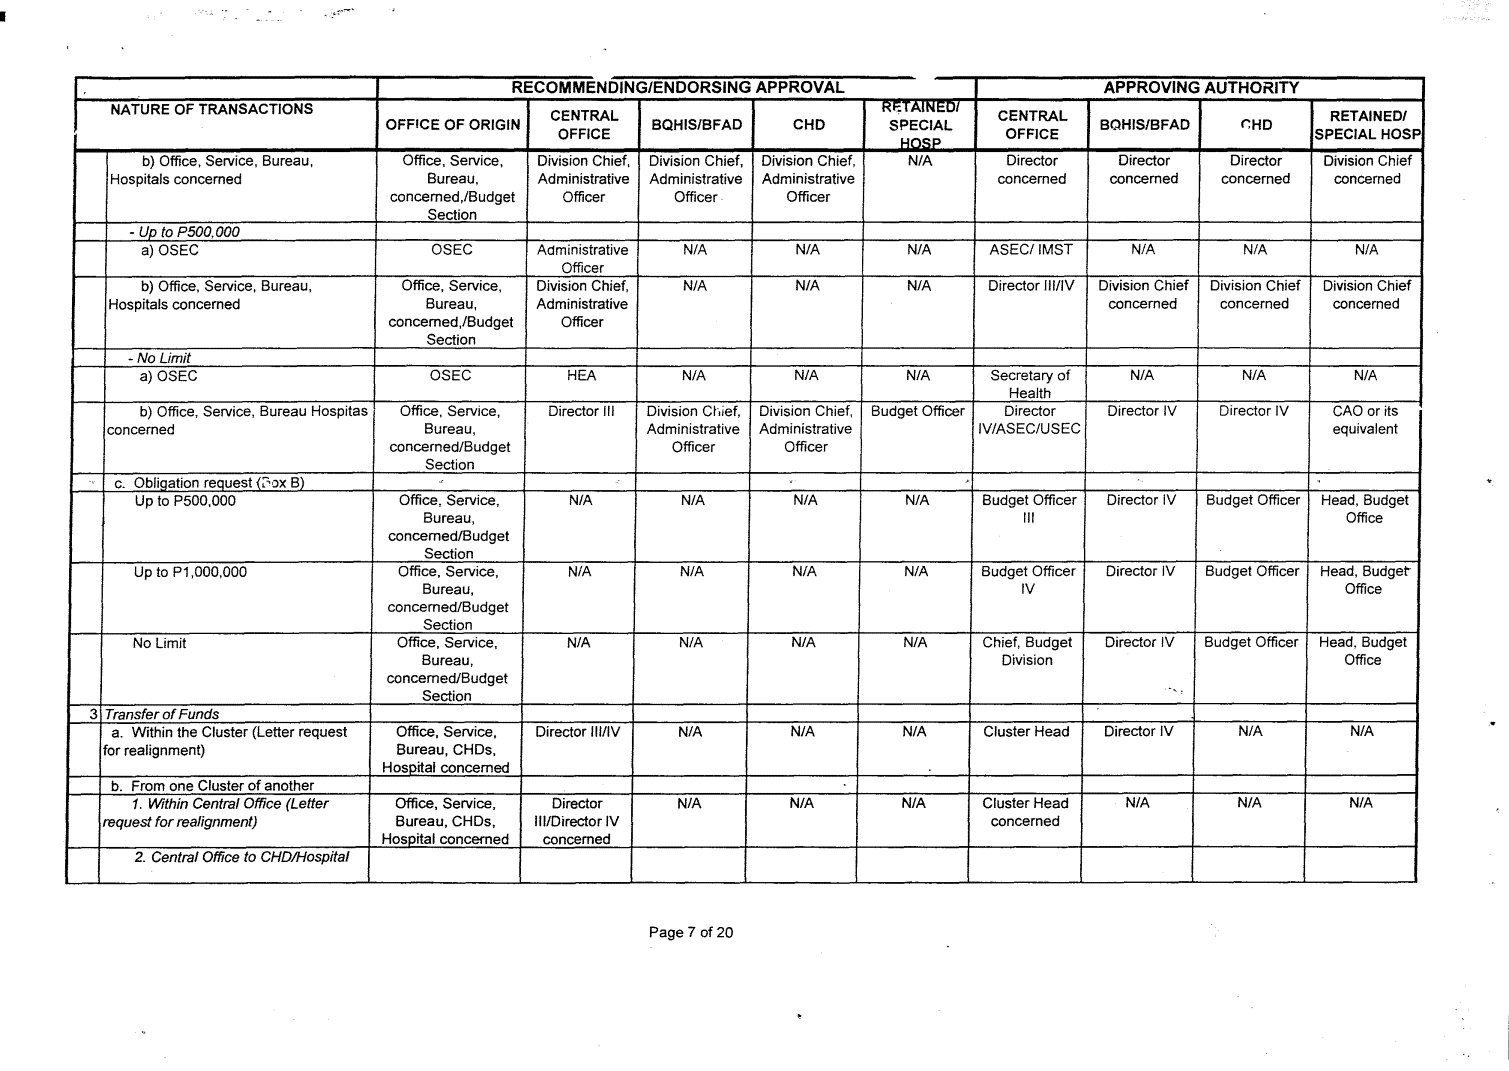 RECOMMENDING/ENDORSING APPROVAL APPROVING AUTHORITY
NATURE OF TRANSACTIONS OFFICE OF ORIGIN CENTRAL OFFICE BQHIS/BFAD CHD RETAINED/ SPECIAL HOSP CENTRAL OFFICE BQHIS/BFAD CHD RETAINED/ SPECIAL HOSP
b) Office, Service, Bureau, Hospitals concerned Office, Service, Bureau, concerned,/Budget Section Division Chief, Administrative Officer Division Chief, Administrative Officer Division Chief, Administrative Officer N/A Director concerned Director concerned Director concerned Division Chief concerned
- Up to P500,000
a) OSEC OSEC Administrative Officer N/A N/A N/A ASEC/ IMST N/A N/A N/A
b) Office, Service, Bureau, Hospitals concerned Office, Service, Bureau, concerned,/Budget Section Division Chief, Administrative Officer N/A N/A N/A Director III/IV Division Chief concerned Division Chief concerned Division Chief concerned
- No Limit
a) OSEC OSEC HEA N/A N/A N/A Secretary of Health N/A N/A N/A
b) Office, Service, Bureau Hospitas concerned Office, Service, Bureau, concerned/Budget Section Director III Division Chief, Administrative Officer Division Chief, Administrative Officer Budget Officer Director IV/ASEC/USEC Director IV Director IV CAO or its equivalent
c. Obligation request (Box B)
Up to P500,000 Office, Service, Bureau, concerned/Budget Section N/A N/A N/A N/A Budget Officer III Director IV Budget Officer Head, Budget Office
Up to P1,000,000 Office, Service, Bureau, concerned/Budget Section N/A N/A N/A N/A Budget Officer IV Director IV Budget Officer Head, Budget Office
No Limit Office, Service, Bureau, concerned/Budget Section N/A N/A N/A N/A Chief, Budget Division Director IV Budget Officer Head, Budget Office
3 Transfer of Funds
a. Within the Cluster (Letter request for realignment) Office, Service, Bureau, CHDs, Hospital concerned Director III/IV N/A N/A N/A Cluster Head Director IV N/A N/A
b. From one Cluster of another
1. Within Central Office (Letter request for realignment) Office, Service, Bureau, CHDs, Hospital concerned Director III/Director IV concerned N/A N/A N/A Cluster Head concerned N/A N/A N/A
2. Central Office to CHD/Hospital
Page 7 of 20